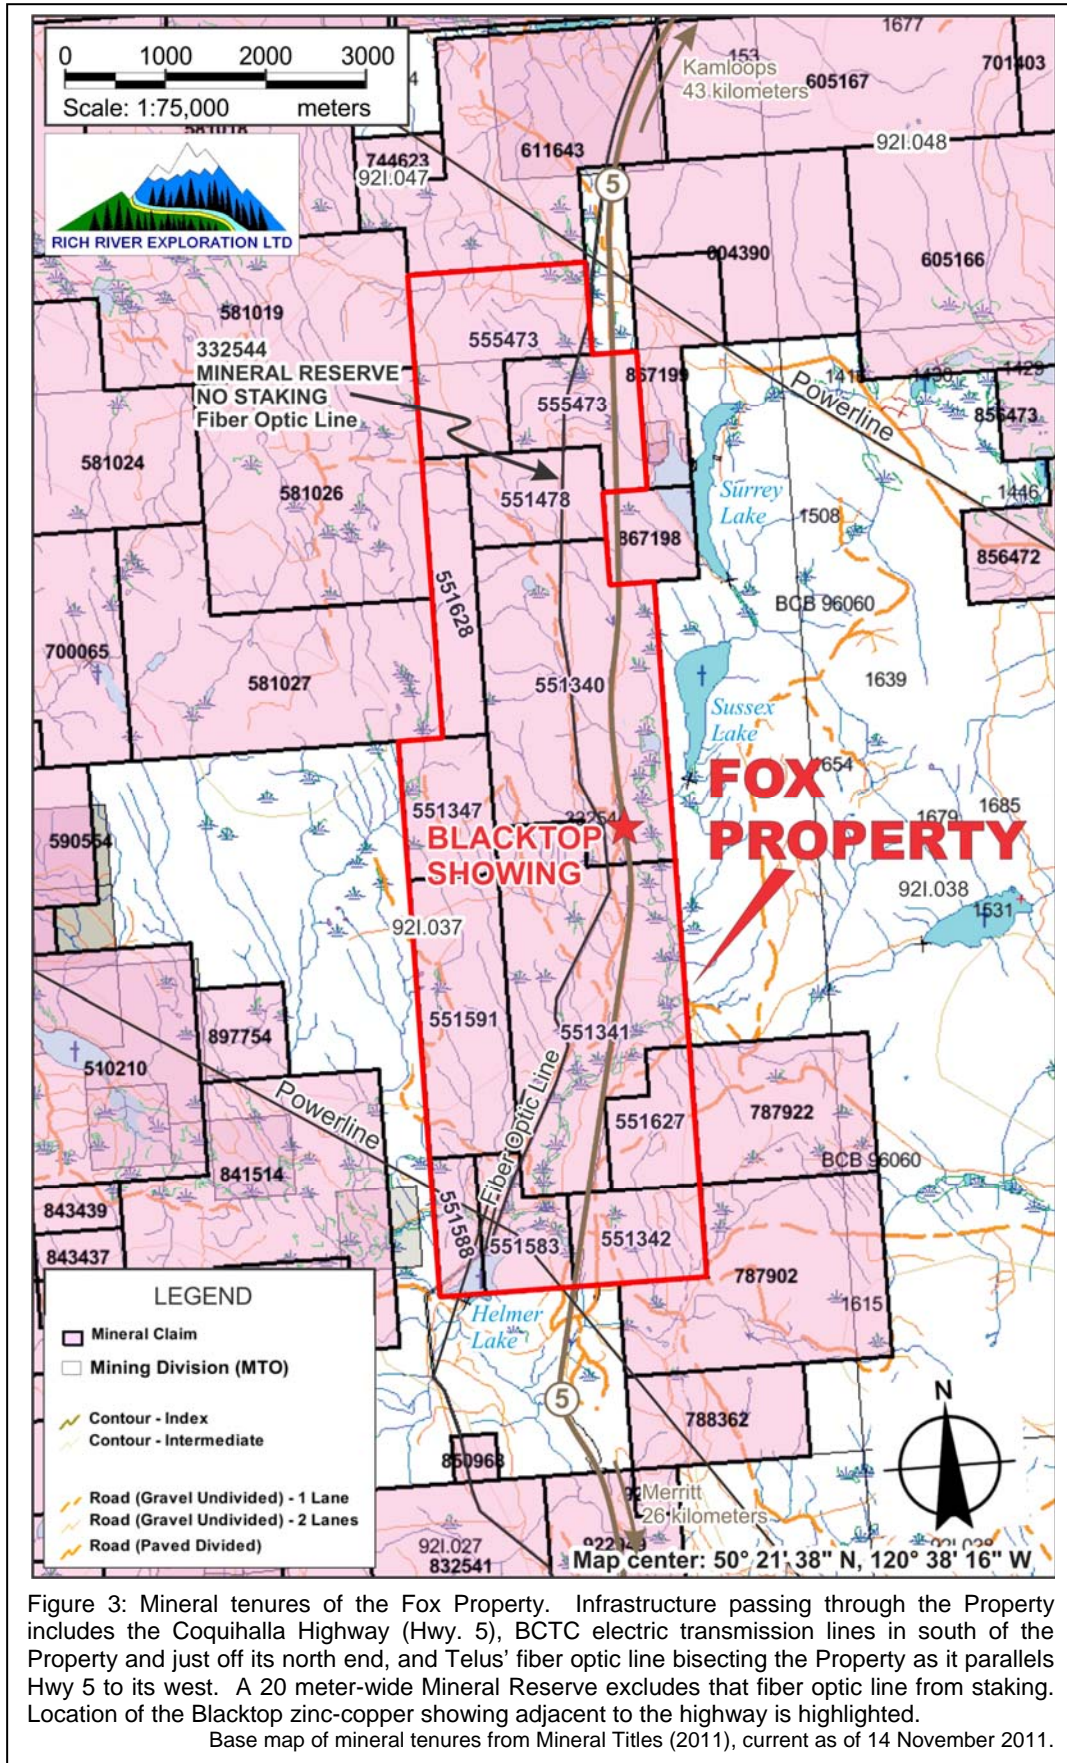 0 1000 2000 3000
Scale: 1:75,000 meters
RICH RIVER EXPLORATION LTD
1677
153
701403
Kamloops
43 kilometers
605167
611643
92I.048
744623
92I.047
5
604390
605166
581019
332544
MINERAL RESERVE
NO STAKING
Fiber Optic Line
555473
867199
555473
Powerline
1429
856473
581024
581026
551478
Surrey
Lake
1508
1446
867198
856472
551628
BCB 96060
700065
581027
551340
1639
Sussex
Lake
FOX
PROPERTY
551347
BLACKTOP
SHOWING
1679
1685
590554
92I.038
1531
92I.037
551591
551341
897754
510210
Powerline
Fiber Optic Line
551627
787922
BCB 96060
841514
843439
551588
551583
551342
843437
787902
1615
Helmer
Lake
5
788362
N
850968
Merritt
26 kilometers
92I.027
832541
Map center: 50° 21' 38" N, 120° 38' 16" W
LEGEND
Mineral Claim
Mining Division (MTO)
Contour - Index
Contour - Intermediate
Road (Gravel Undivided) - 1 Lane
Road (Gravel Undivided) - 2 Lanes
Road (Paved Divided)
Figure 3: Mineral tenures of the Fox Property. Infrastructure passing through the Property
includes the Coquihalla Highway (Hwy. 5), BCTC electric transmission lines in south of the
Property and just off its north end, and Telus' fiber optic line bisecting the Property as it parallels
Hwy 5 to its west. A 20 meter-wide Mineral Reserve excludes that fiber optic line from staking.
Location of the Blacktop zinc-copper showing adjacent to the highway is highlighted.
Base map of mineral tenures from Mineral Titles (2011), current as of 14 November 2011.